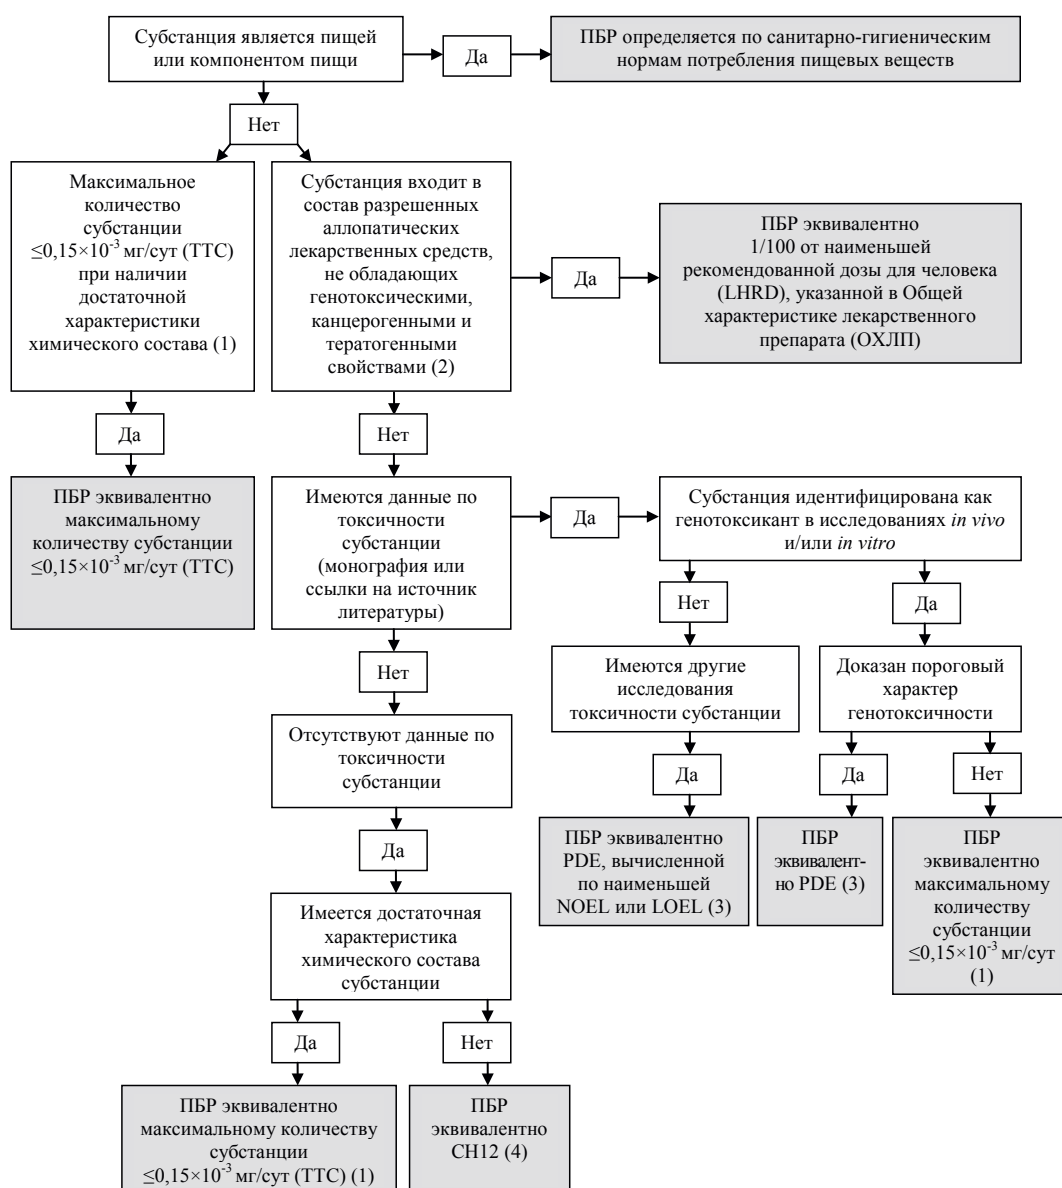 Субстанция является пищей
или компонентом пищи
Да
ПБР определяется по санитарно-гигиеническим
нормам потребления пищевых веществ
Нет
Максимальное
количество
субстанции
≤0,15×10⁻³ мг/сут (ТТС)
при наличии
достаточной
характеристики
химического состава (1)
Субстанция входит в
состав разрешенных
аллопатических
лекарственных средств,
не обладающих
генотоксическими,
канцерогенными и
тератогенными
свойствами (2)
Да
ПБР эквивалентно
1/100 от наименьшей
рекомендованной дозы для человека
(LHRD), указанной в Общей
характеристике лекарственного
препарата (ОХЛП)
Да
Нет
ПБР эквивалентно
максимальному
количеству субстанции
≤0,15×10⁻³ мг/сут (ТТС)
Имеются данные по
токсичности
субстанции
(монография или
ссылки на источник
литературы)
Да
Субстанция идентифицирована как
генотоксикант в исследованиях in vivo
и/или in vitro
Нет
Да
Нет
Имеются другие
исследования
токсичности субстанции
Доказан пороговый
характер
генотоксичности
Отсутствуют данные по
токсичности
субстанции
Да
Да
Нет
Да
ПБР эквивалентно
PDE, вычисленной
по наименьшей
NOEL или LOEL (3)
ПБР
эквивалент-
но PDE (3)
ПБР
эквивалентно
максимальному
количеству
субстанции
≤0,15×10⁻³ мг/сут
(1)
Имеется достаточная
характеристика
химического состава
субстанции
Да
Нет
ПБР эквивалентно
максимальному количеству
субстанции
≤0,15×10⁻³ мг/сут (ТТС) (1)
ПБР
эквивалентно
СН12 (4)